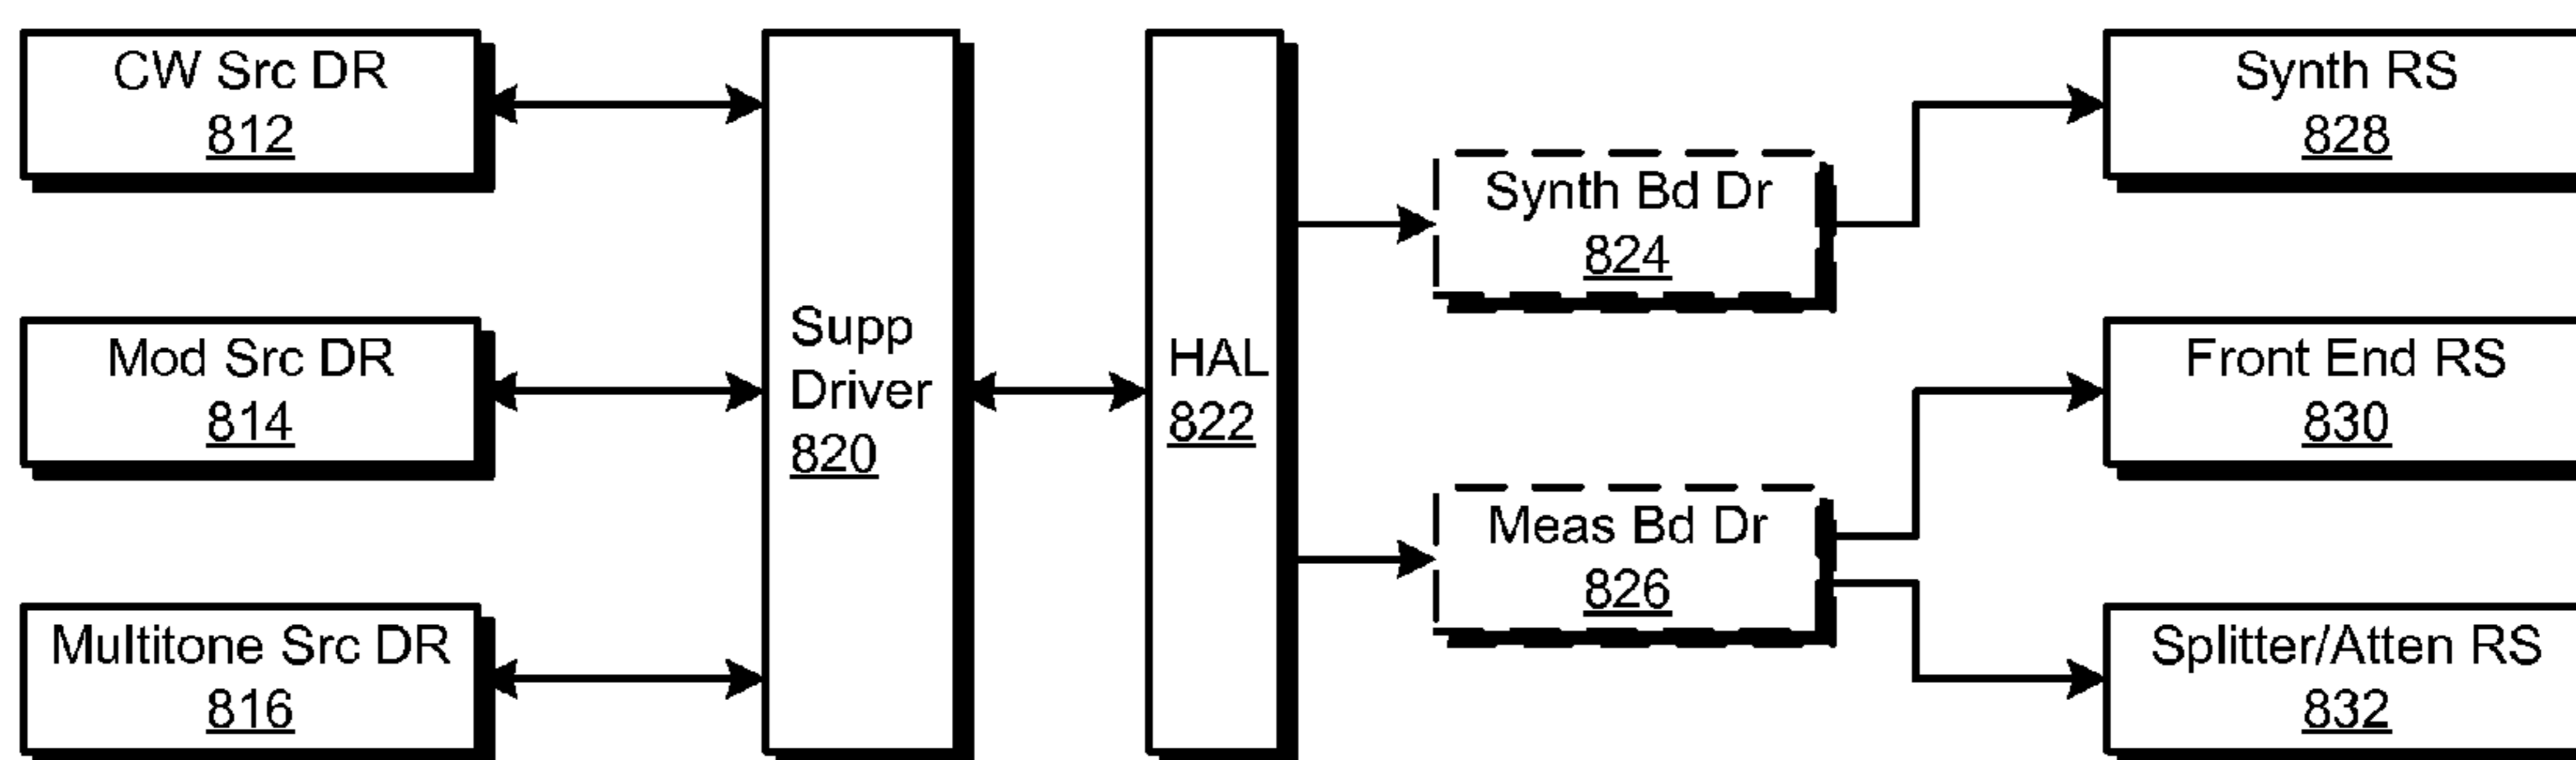 CW Src DR
812
Mod Src DR
814
Multitone Src DR
816
Supp
Driver
820
HAL
822
Synth Bd Dr
824
Meas Bd Dr
826
Synth RS
828
Front End RS
830
Splitter/Atten RS
832